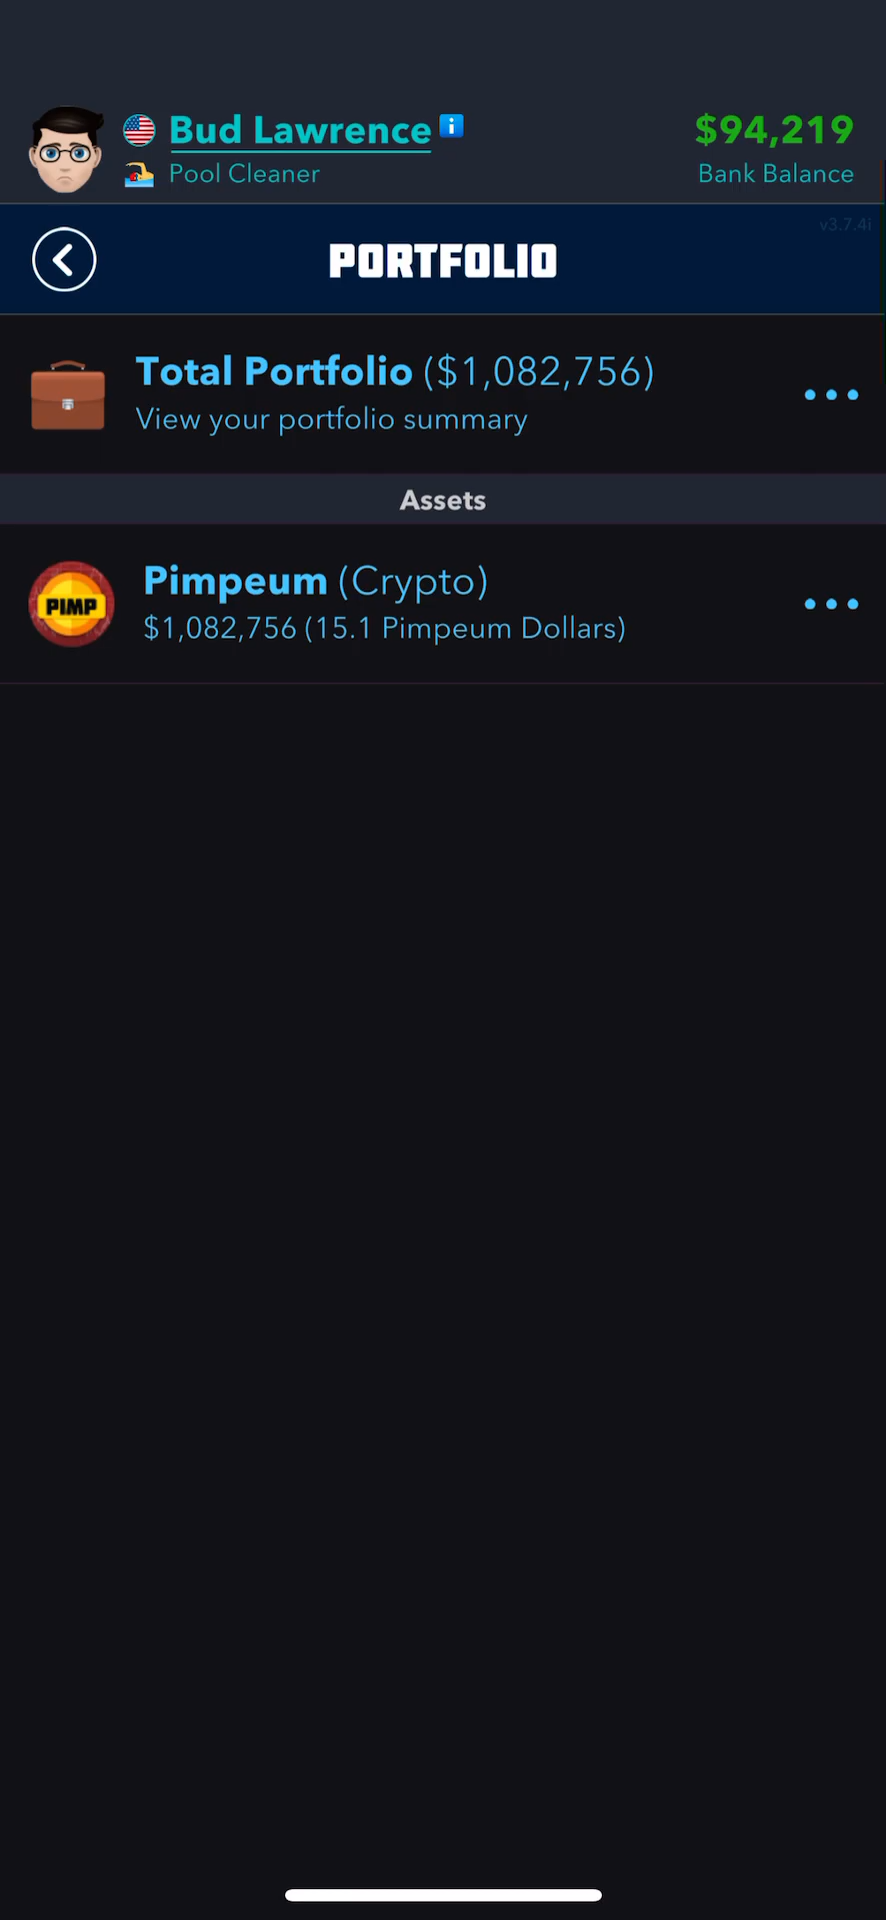 Bud Lawrence
$94,219
Pool Cleaner
Bank Balance
v3.7.4i
PORTFOLIO
Total Portfolio ($1,082,756)
View your portfolio summary
Assets
PIMP
Pimpeum (Crypto)
$1,082,756 (15.1 Pimpeum Dollars)